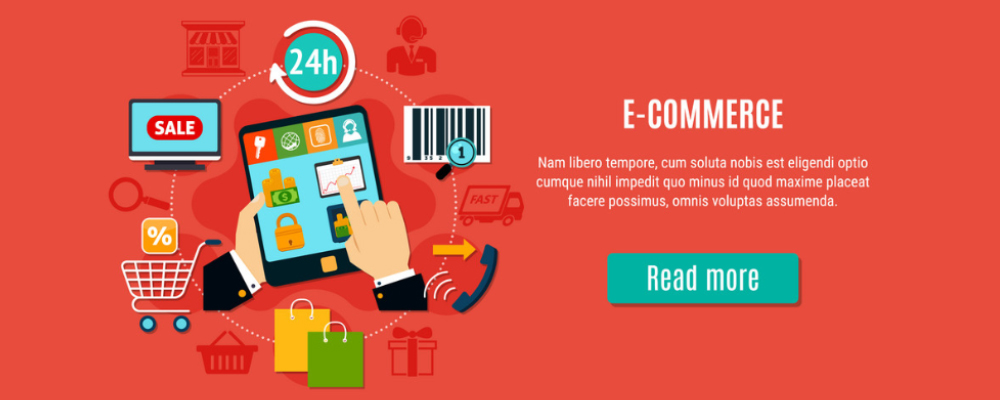 24h
SALE
1
FAST
%
E-COMMERCE
Nam libero tempore, cum soluta nobis est eligendi optio
cumque nihil impedit quo minus id quod maxime placeat
facere possimus, omnis voluptas assumenda.
Read more